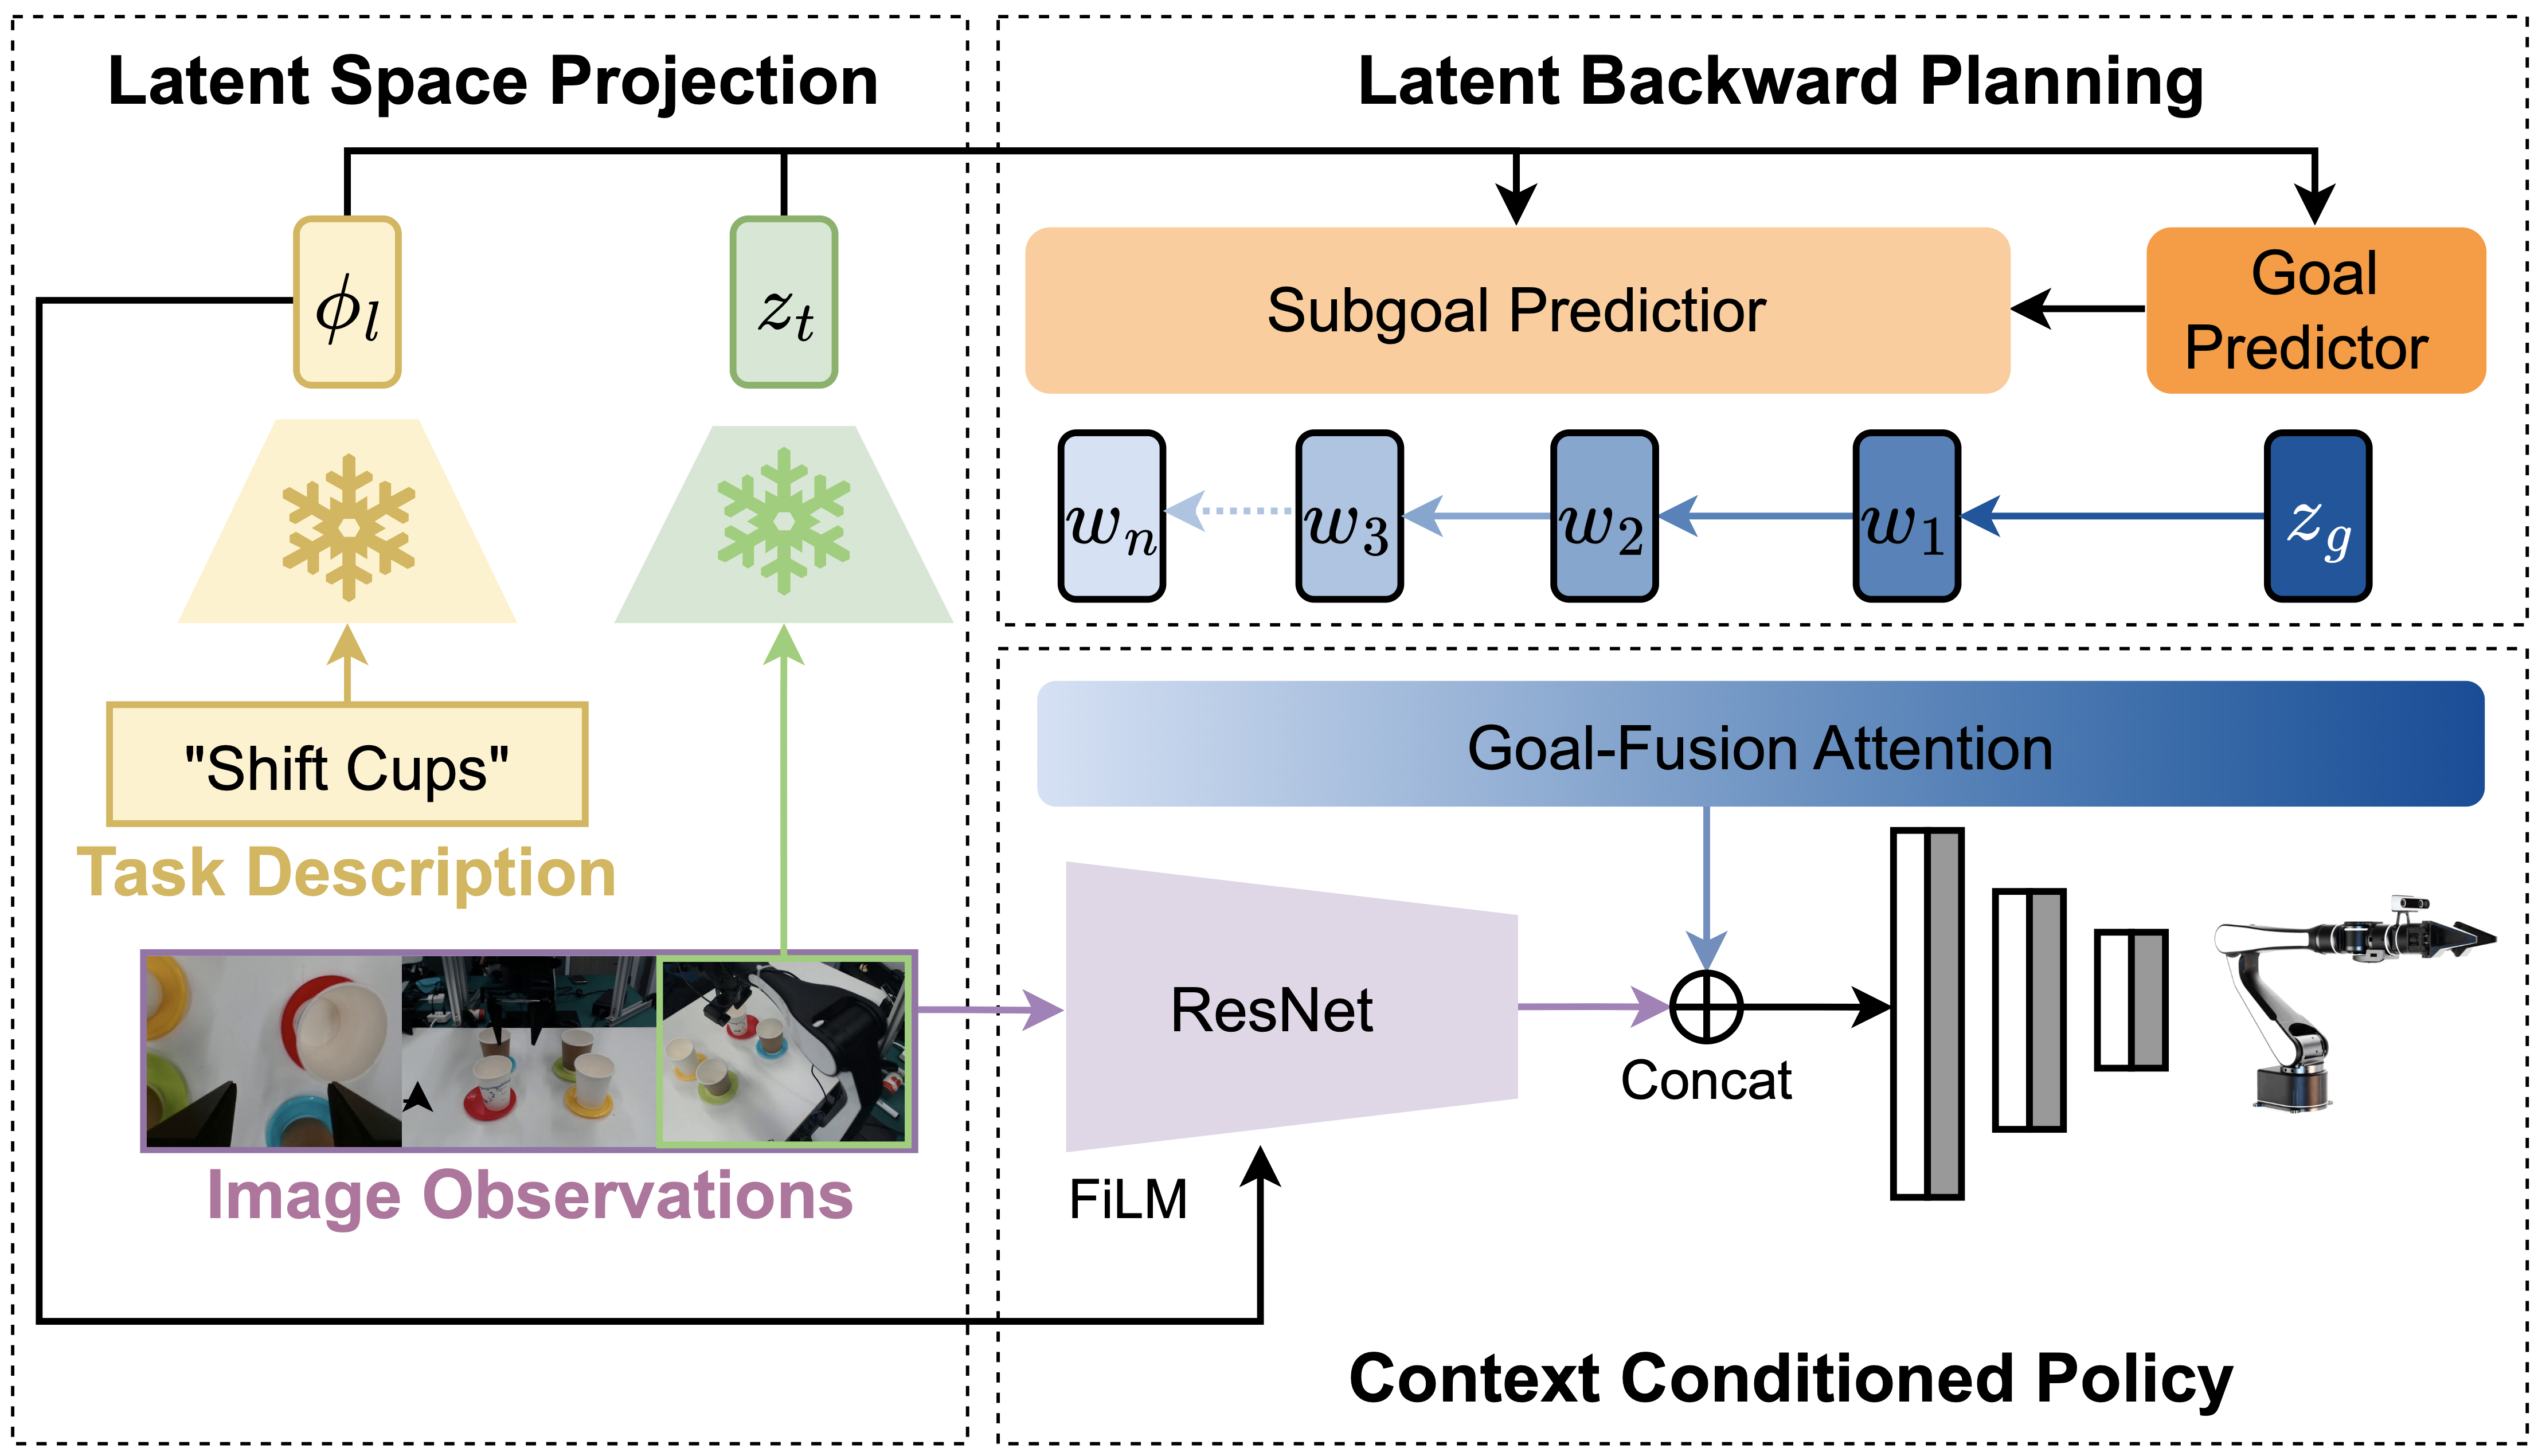 Latent Space Projection
ϕ_l
z_t
"Shift Cups"
Task Description
Image Observations
Latent Backward Planning
Subgoal Predictior
Goal
Predictor
w_n w_3 w_2 w_1 z_g
Goal-Fusion Attention
ResNet
Concat
FiLM
Context Conditioned Policy